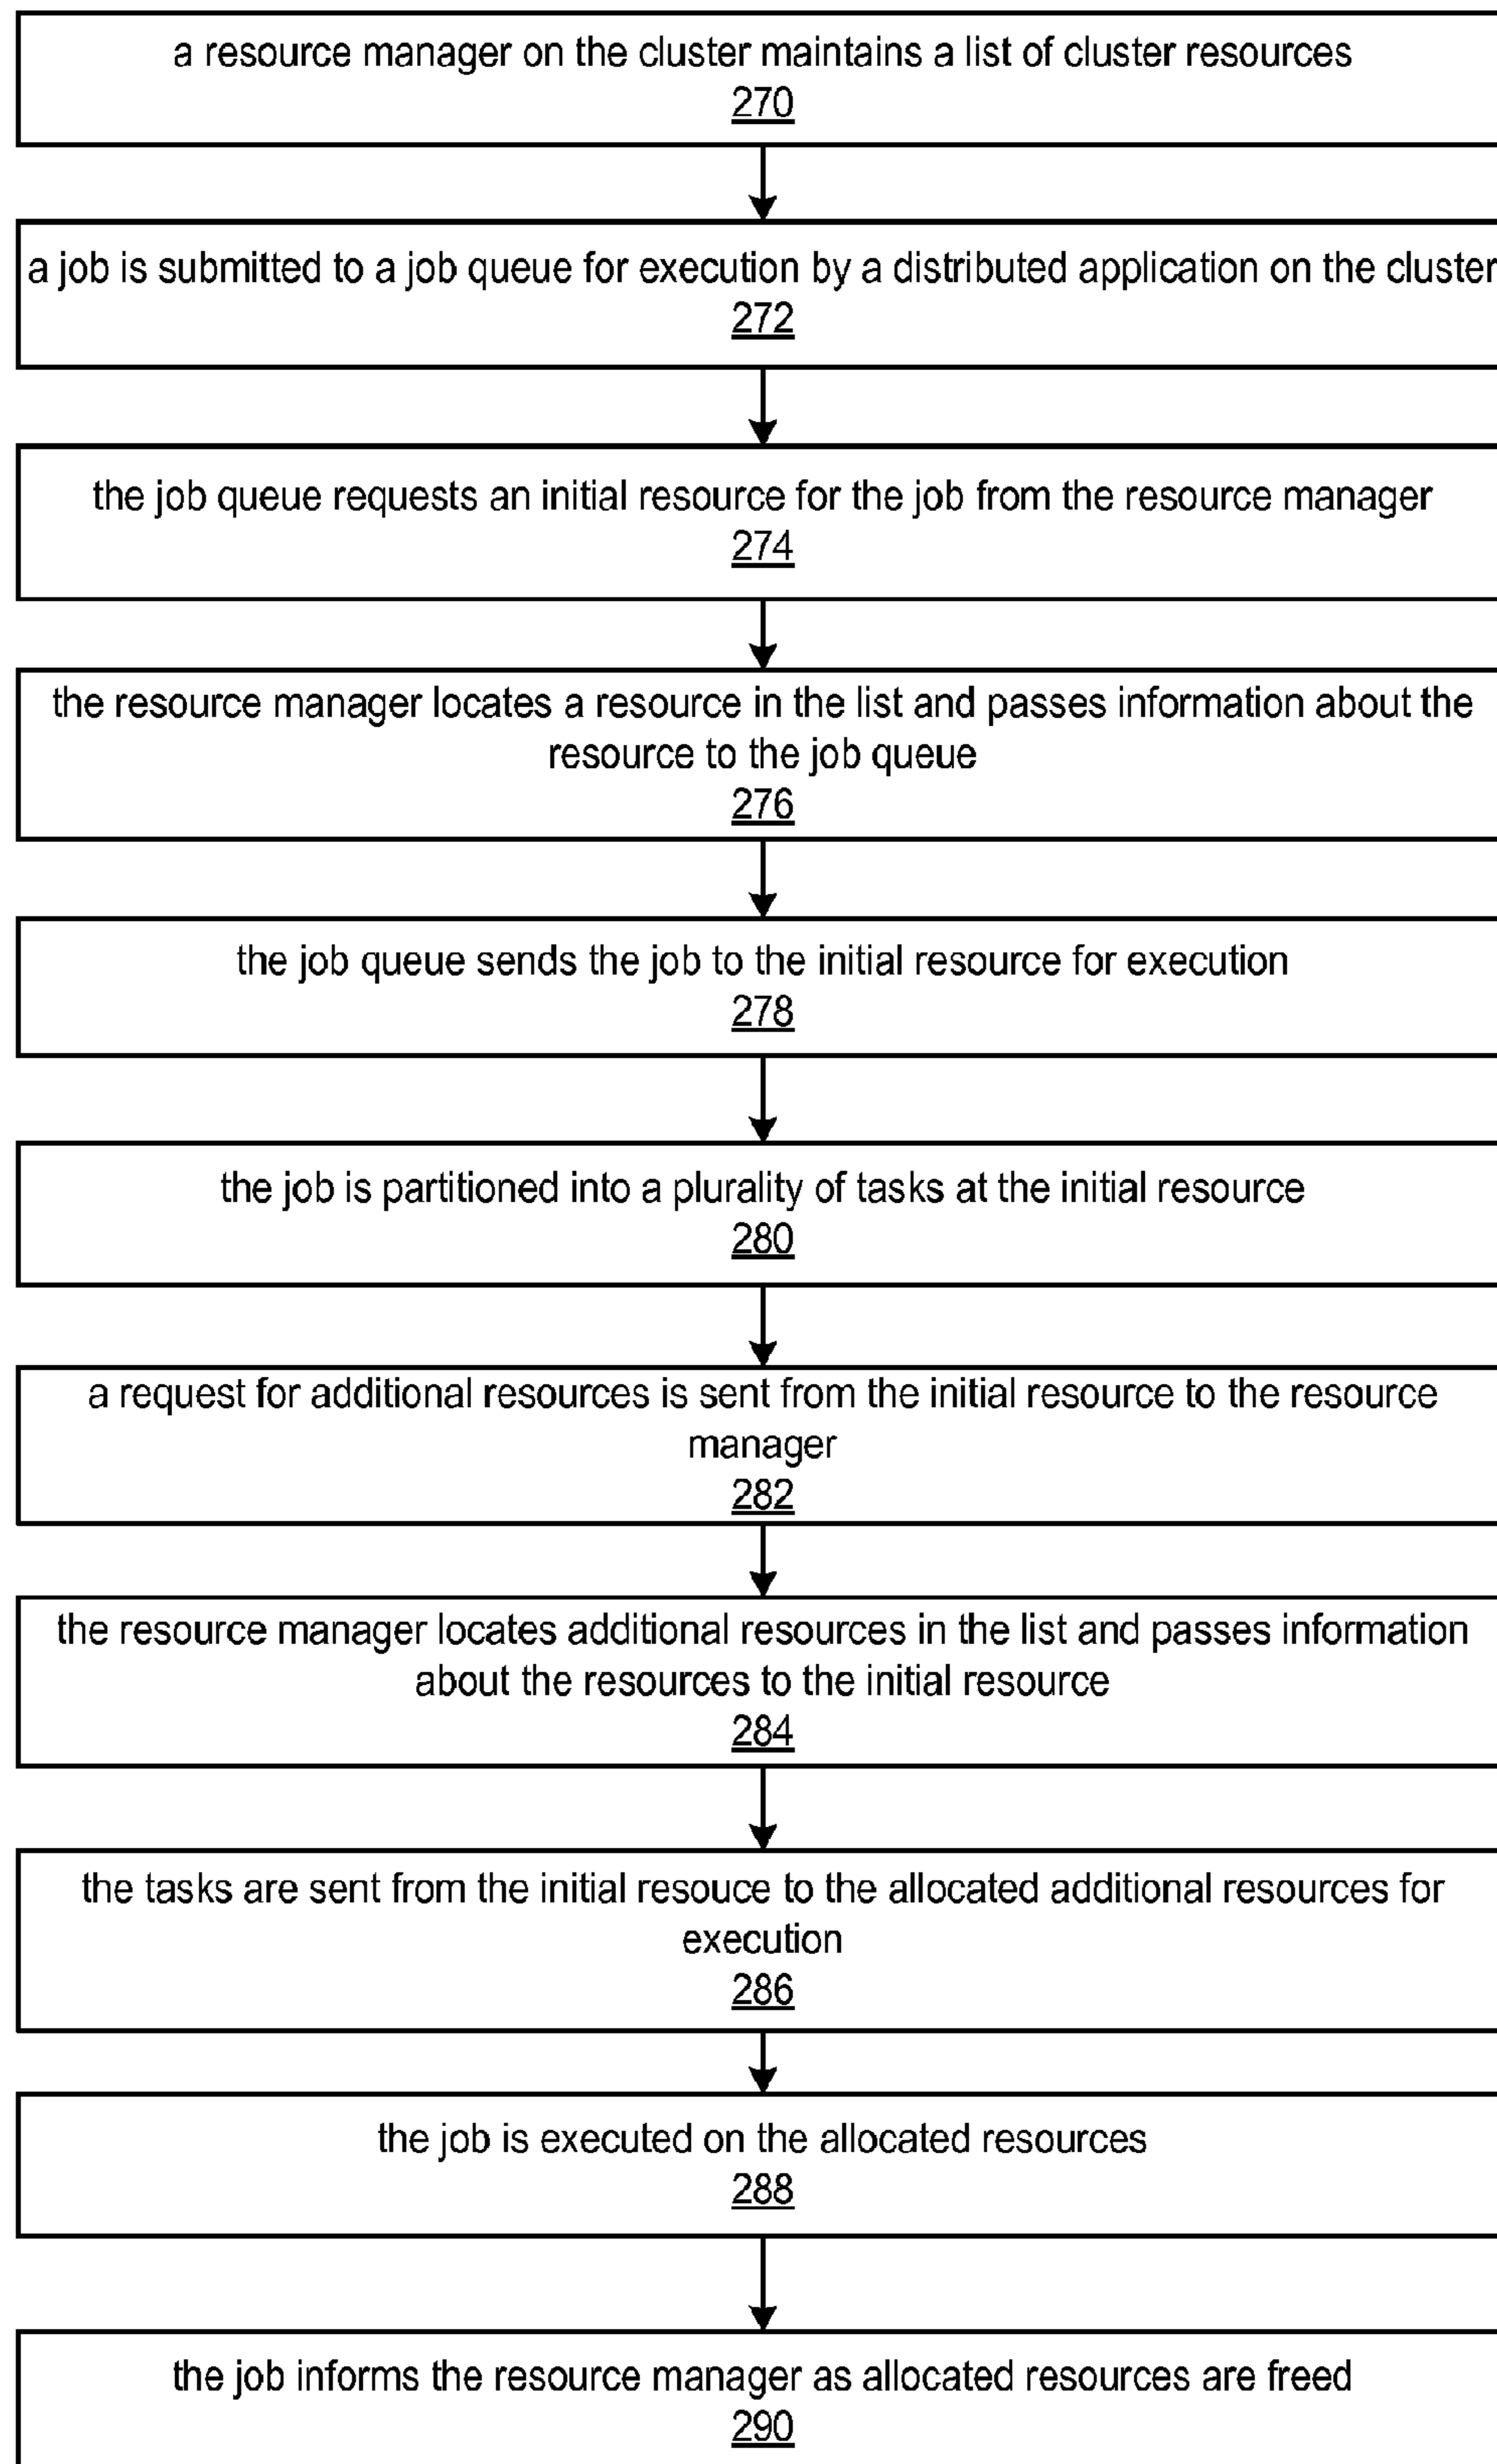 a resource manager on the cluster maintains a list of cluster resources
270
a job is submitted to a job queue for execution by a distributed application on the cluster
272
the job queue requests an initial resource for the job from the resource manager
274
the resource manager locates a resource in the list and passes information about the
resource to the job queue
276
the job queue sends the job to the initial resource for execution
278
the job is partitioned into a plurality of tasks at the initial resource
280
a request for additional resources is sent from the initial resource to the resource
manager
282
the resource manager locates additional resources in the list and passes information
about the resources to the initial resource
284
the tasks are sent from the initial resouce to the allocated additional resources for
execution
286
the job is executed on the allocated resources
288
the job informs the resource manager as allocated resources are freed
290